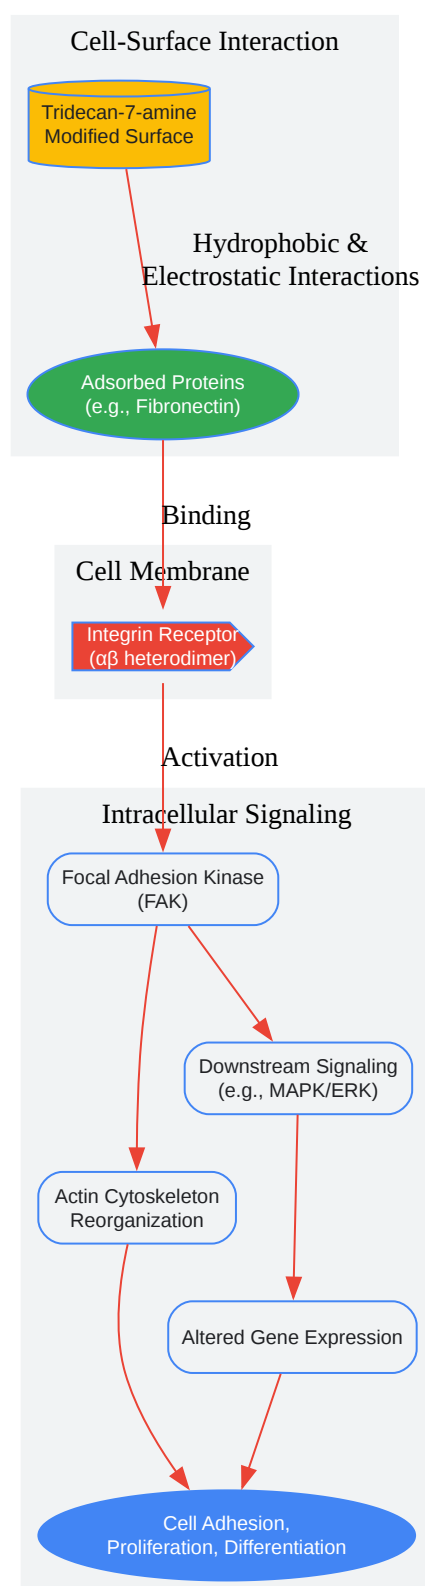 Cell-Surface Interaction
Tridecan-7-amine
Modified Surface
Hydrophobic &
Electrostatic Interactions
Adsorbed Proteins
(e.g., Fibronectin)
Binding
Cell Membrane
Integrin Receptor
(αβ heterodimer)
Activation
Intracellular Signaling
Focal Adhesion Kinase
(FAK)
Downstream Signaling
(e.g., MAPK/ERK)
Actin Cytoskeleton
Reorganization
Altered Gene Expression
Cell Adhesion,
Proliferation, Differentiation